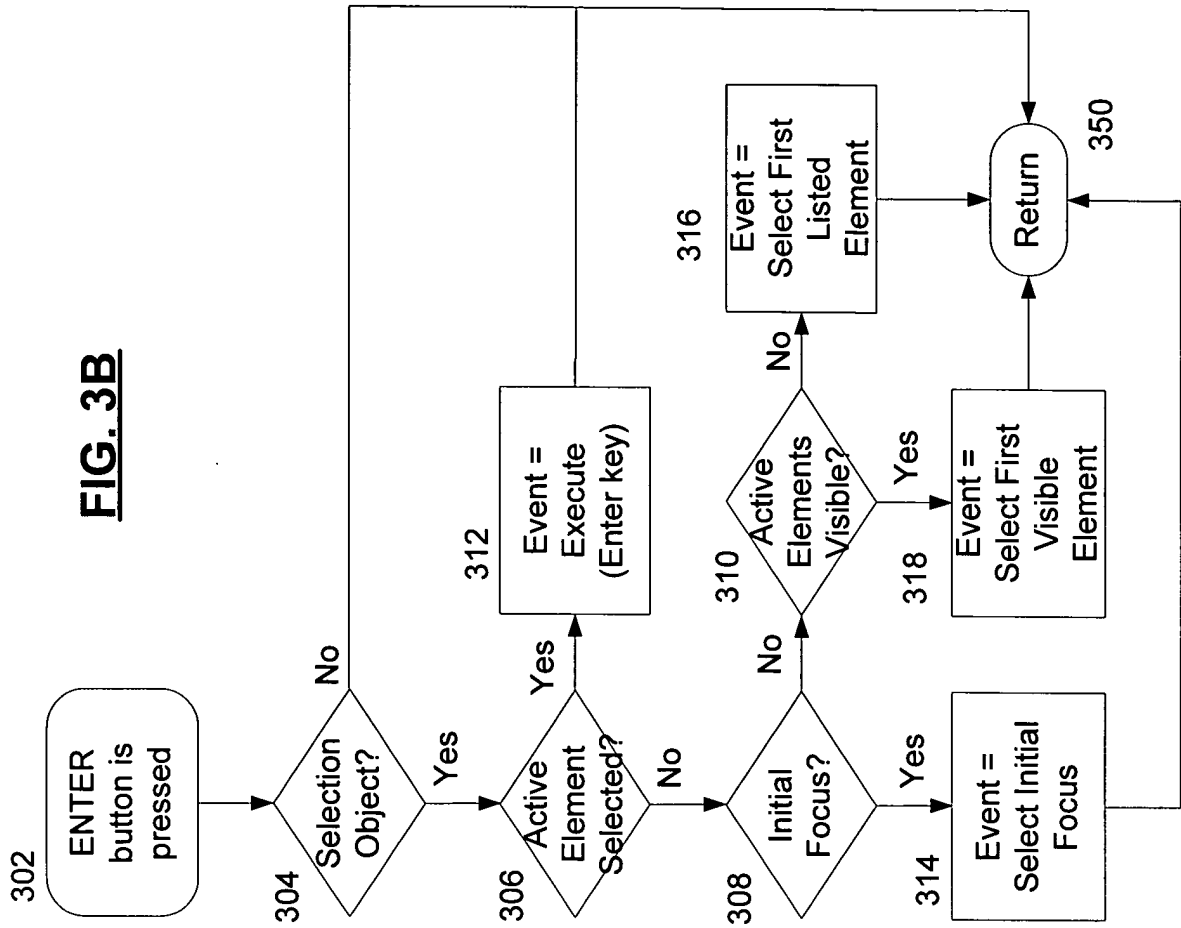 FIG. 3B
302
ENTER
button is
pressed
304
Selection
Object?
No
Yes
306
Active
Element
Selected?
Yes
No
312
Event =
Execute
(Enter key)
308
Initial
Focus?
No
Yes
310
Active
Elements
Visible?
No
Yes
316
Event =
Select First
Listed
Element
314
Event =
Select Initial
Focus
318
Event =
Select First
Visible
Element
Return
350